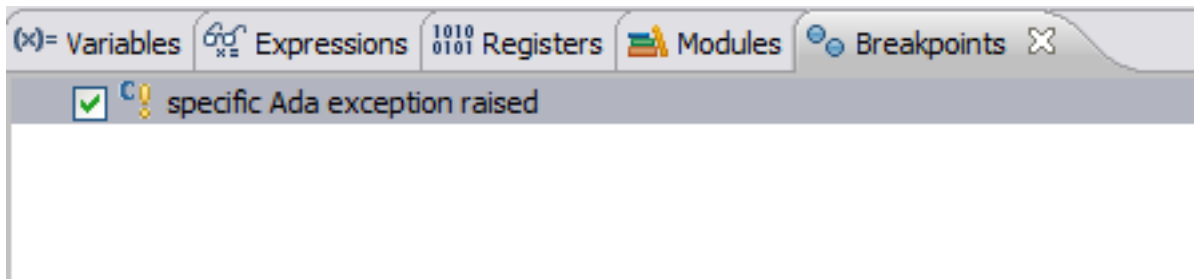 (x)= Variables Expressions 1010 0101 Registers Modules Breakpoints
C! specific Ada exception raised